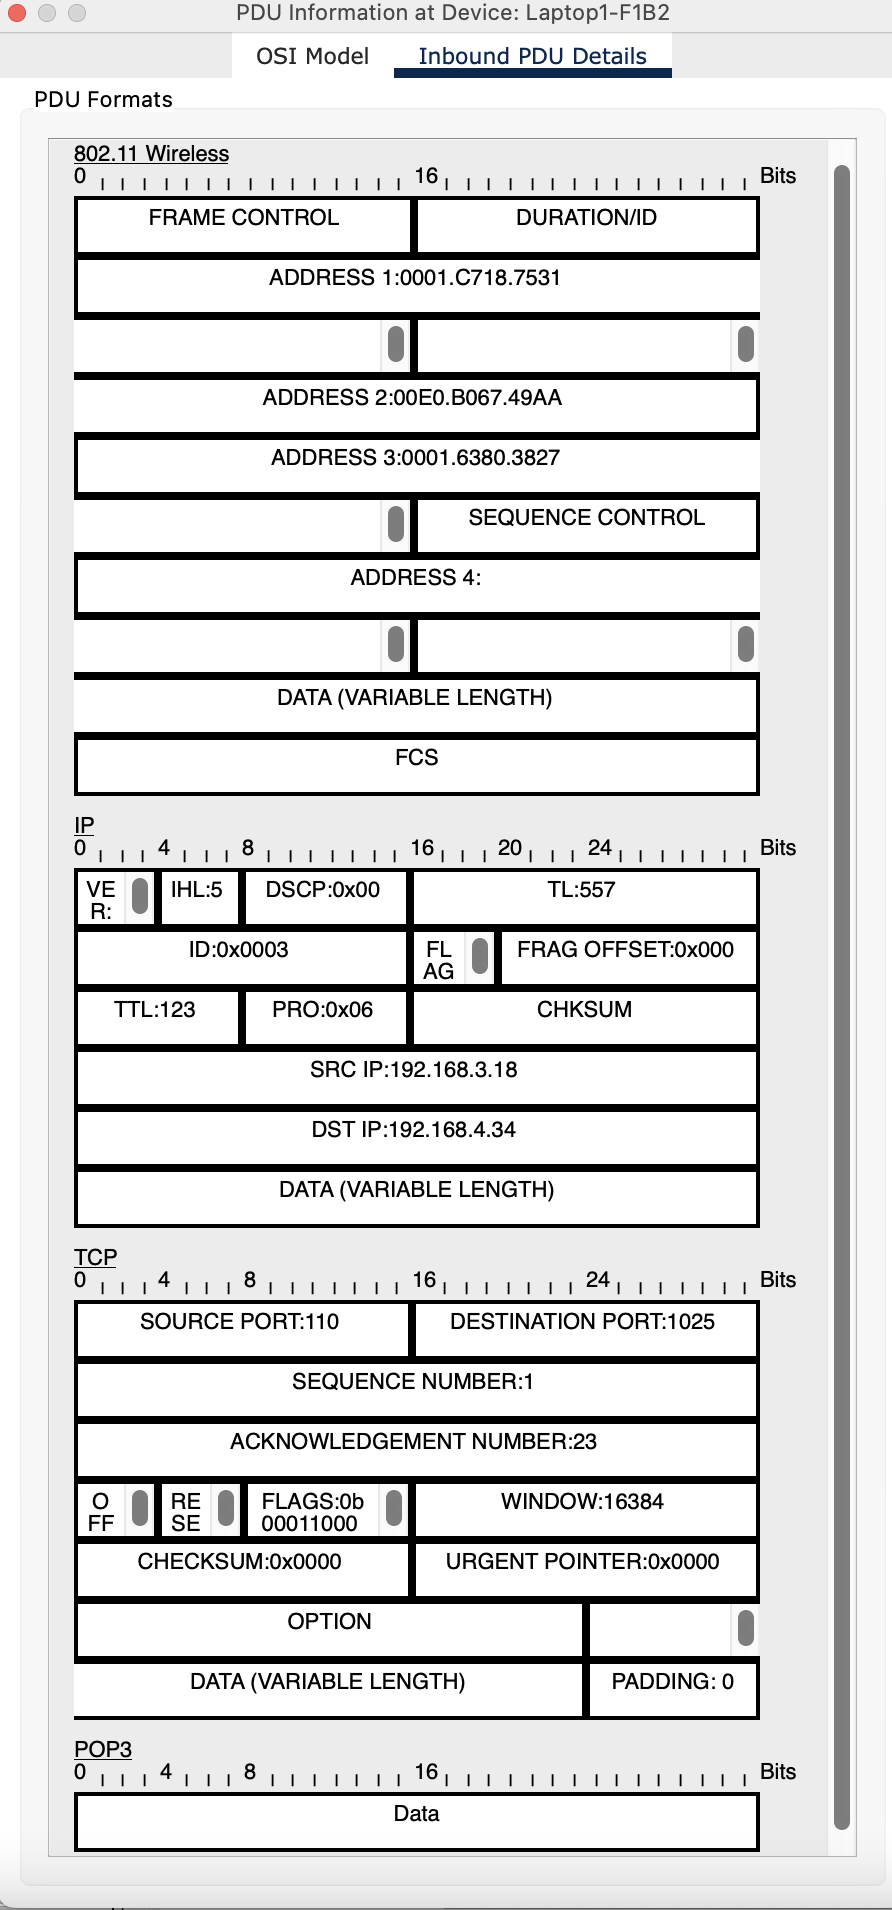 PDU Information at Device: Laptop1-F1B2
OSI Model
Inbound PDU Details
PDU Formats
802.11 Wireless
0 16 Bits
FRAME CONTROL
DURATION/ID
ADDRESS 1:0001.C718.7531
ADDRESS 2:00E0.B067.49AA
ADDRESS 3:0001.6380.3827
SEQUENCE CONTROL
ADDRESS 4:
DATA (VARIABLE LENGTH)
FCS
IP
0 4 8 16 20 24 Bits
VE
R:
IHL:5
DSCP:0x00
TL:557
ID:0x0003
FL
AG
FRAG OFFSET:0x000
TTL:123
PRO:0x06
CHKSUM
SRC IP:192.168.3.18
DST IP:192.168.4.34
DATA (VARIABLE LENGTH)
TCP
0 4 8 16 24 Bits
SOURCE PORT:110
DESTINATION PORT:1025
SEQUENCE NUMBER:1
ACKNOWLEDGEMENT NUMBER:23
O
FF
RE
SE
FLAGS:0b
00011000
WINDOW:16384
CHECKSUM:0x0000
URGENT POINTER:0x0000
OPTION
DATA (VARIABLE LENGTH)
PADDING: 0
POP3
0 4 8 16 Bits
Data